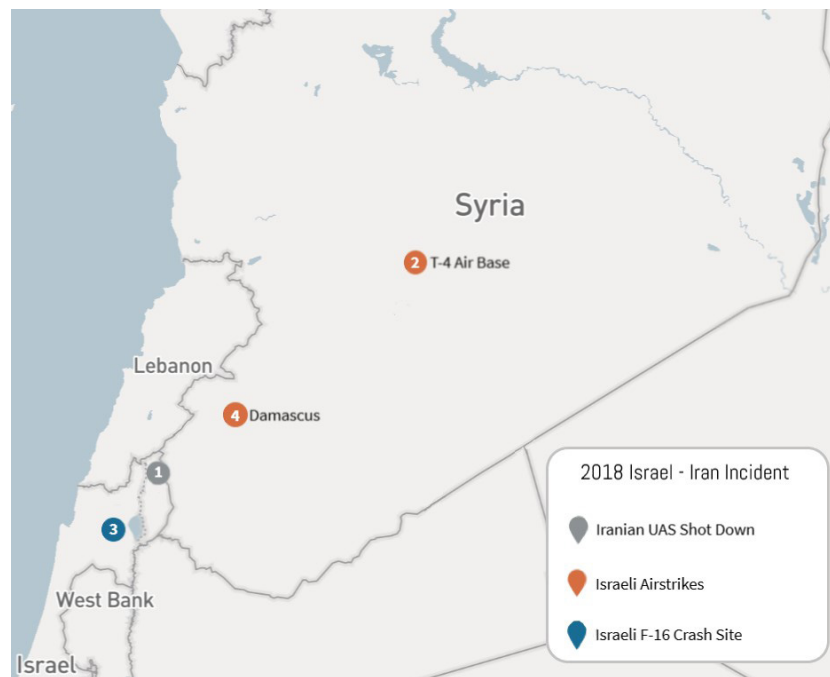 Syria
2 T-4 Air Base
Lebanon
4 Damascus
1
3
West Bank
Israel
2018 Israel - Iran Incident
Iranian UAS Shot Down
Israeli Airstrikes
Israeli F-16 Crash Site